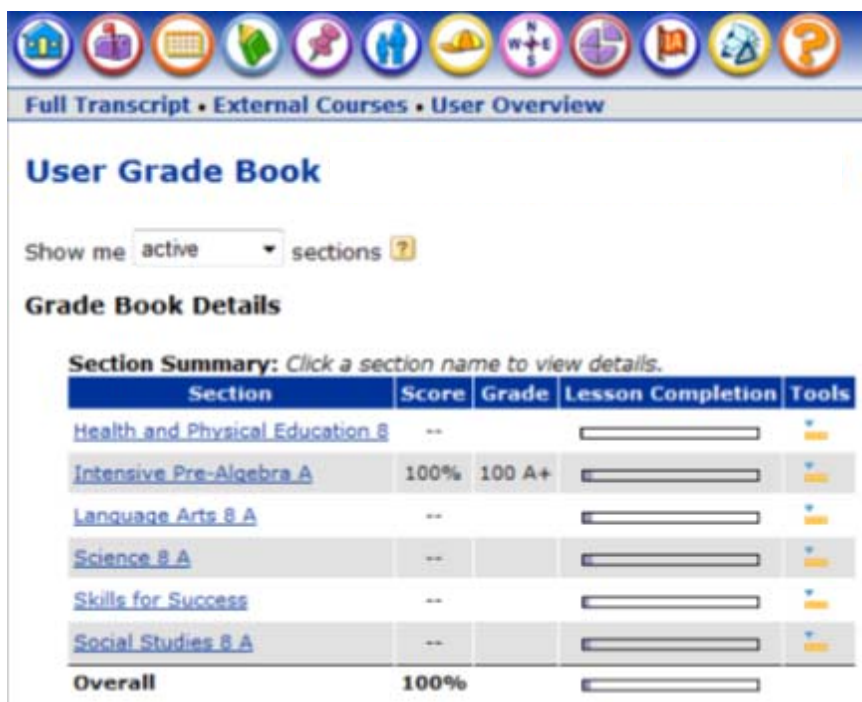 N
W E
S
?
Full Transcript • External Courses • User Overview
User Grade Book
Show me active sections ?
Grade Book Details
Section Summary: Click a section name to view details.
Section Score Grade Lesson Completion Tools
Health and Physical Education 8 --
Intensive Pre-Algebra A 100% 100 A+
Language Arts 8 A --
Science 8 A --
Skills for Success --
Social Studies 8 A --
Overall 100%